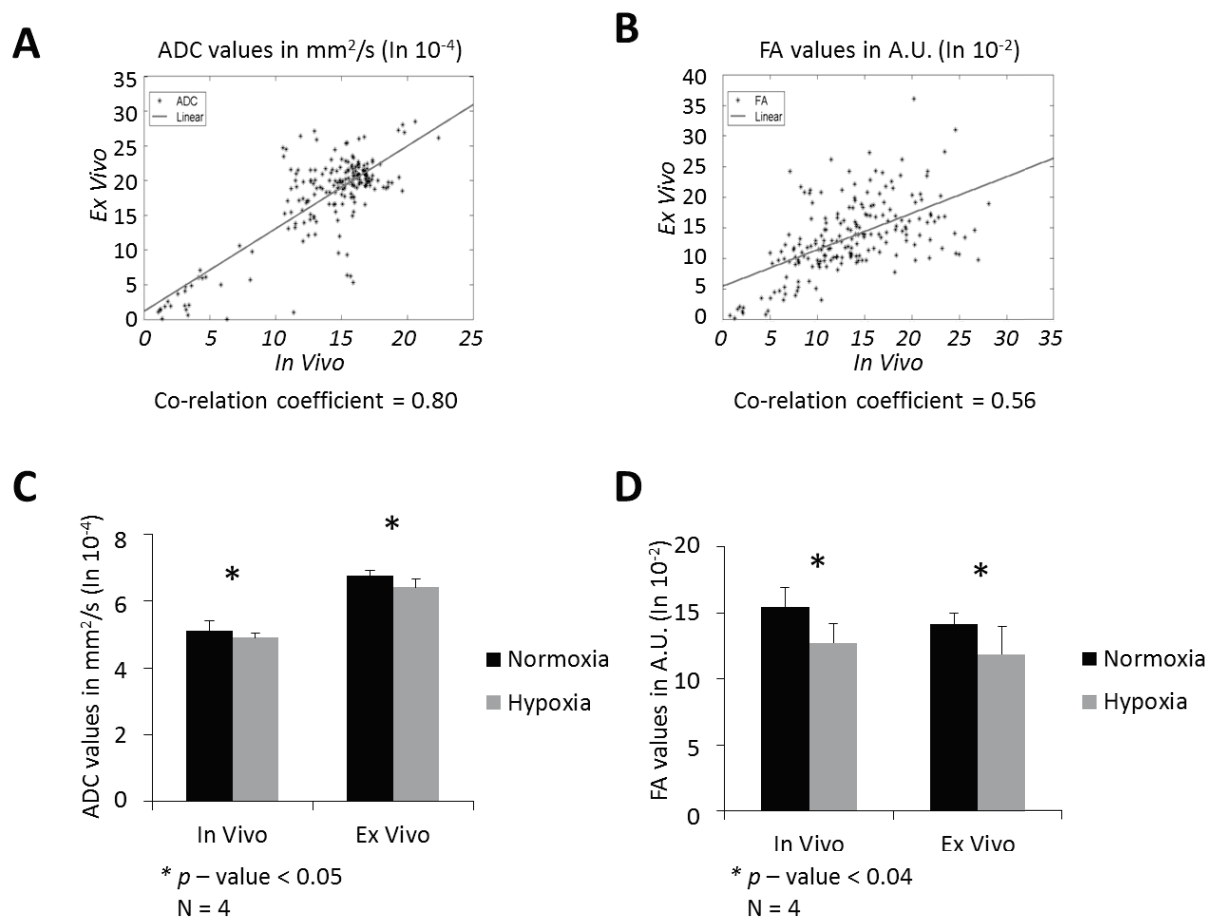 A
ADC values in mm²/s (In 10⁻⁴)
35
30
25
20
15
10
5
0
ADC
Linear
Ex Vivo
0 5 10 15 20 25
In Vivo
Co-relation coefficient = 0.80
B
FA values in A.U. (In 10⁻²)
40
35
30
25
20
15
10
5
0
FA
Linear
Ex Vivo
0 5 10 15 20 25 30 35
In Vivo
Co-relation coefficient = 0.56
C
ADC values in mm²/s (In 10⁻⁴)
8
6
4
2
0
* *
In Vivo Ex Vivo
Normoxia
Hypoxia
* p – value < 0.05
N = 4
D
FA values in A.U. (In 10⁻²)
20
15
10
5
0
* *
In Vivo Ex Vivo
Normoxia
Hypoxia
* p – value < 0.04
N = 4